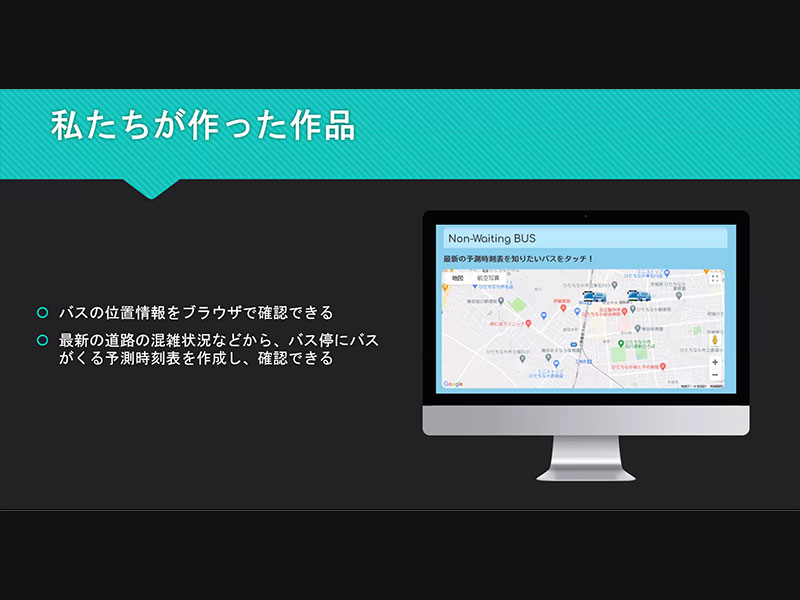 私たちが作った作品
バスの位置情報をブラウザで確認できる
最新の道路の混雑状況などから、バス停にバス
がくる予測時刻表を作成し、確認できる
Non-Waiting BUS
最新の予測時刻表を知りたいバスをタッチ！
地図 航空写真
Google